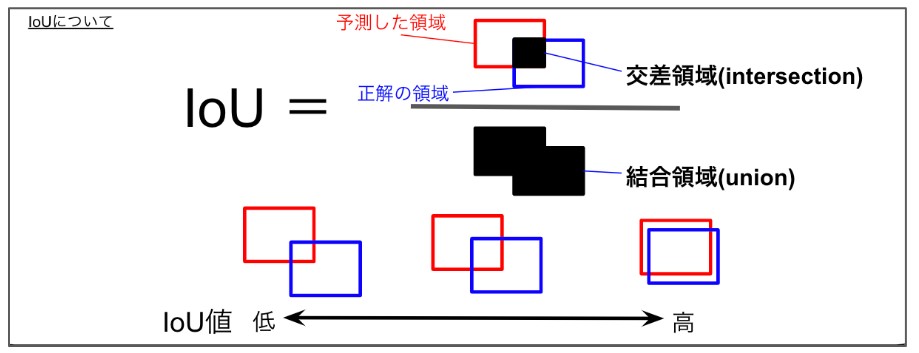 IoUについて
予測した領域
交差領域(intersection)
IoU =
正解の領域
結合領域(union)
IoU値 低
高